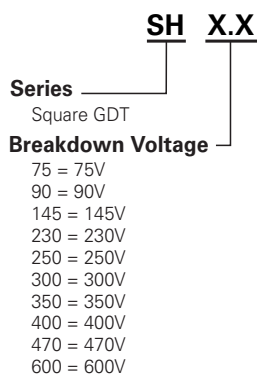 SH X.X
Series
Square GDT
Breakdown Voltage
75 = 75V
90 = 90V
145 = 145V
230 = 230V
250 = 250V
300 = 300V
350 = 350V
400 = 400V
470 = 470V
600 = 600V